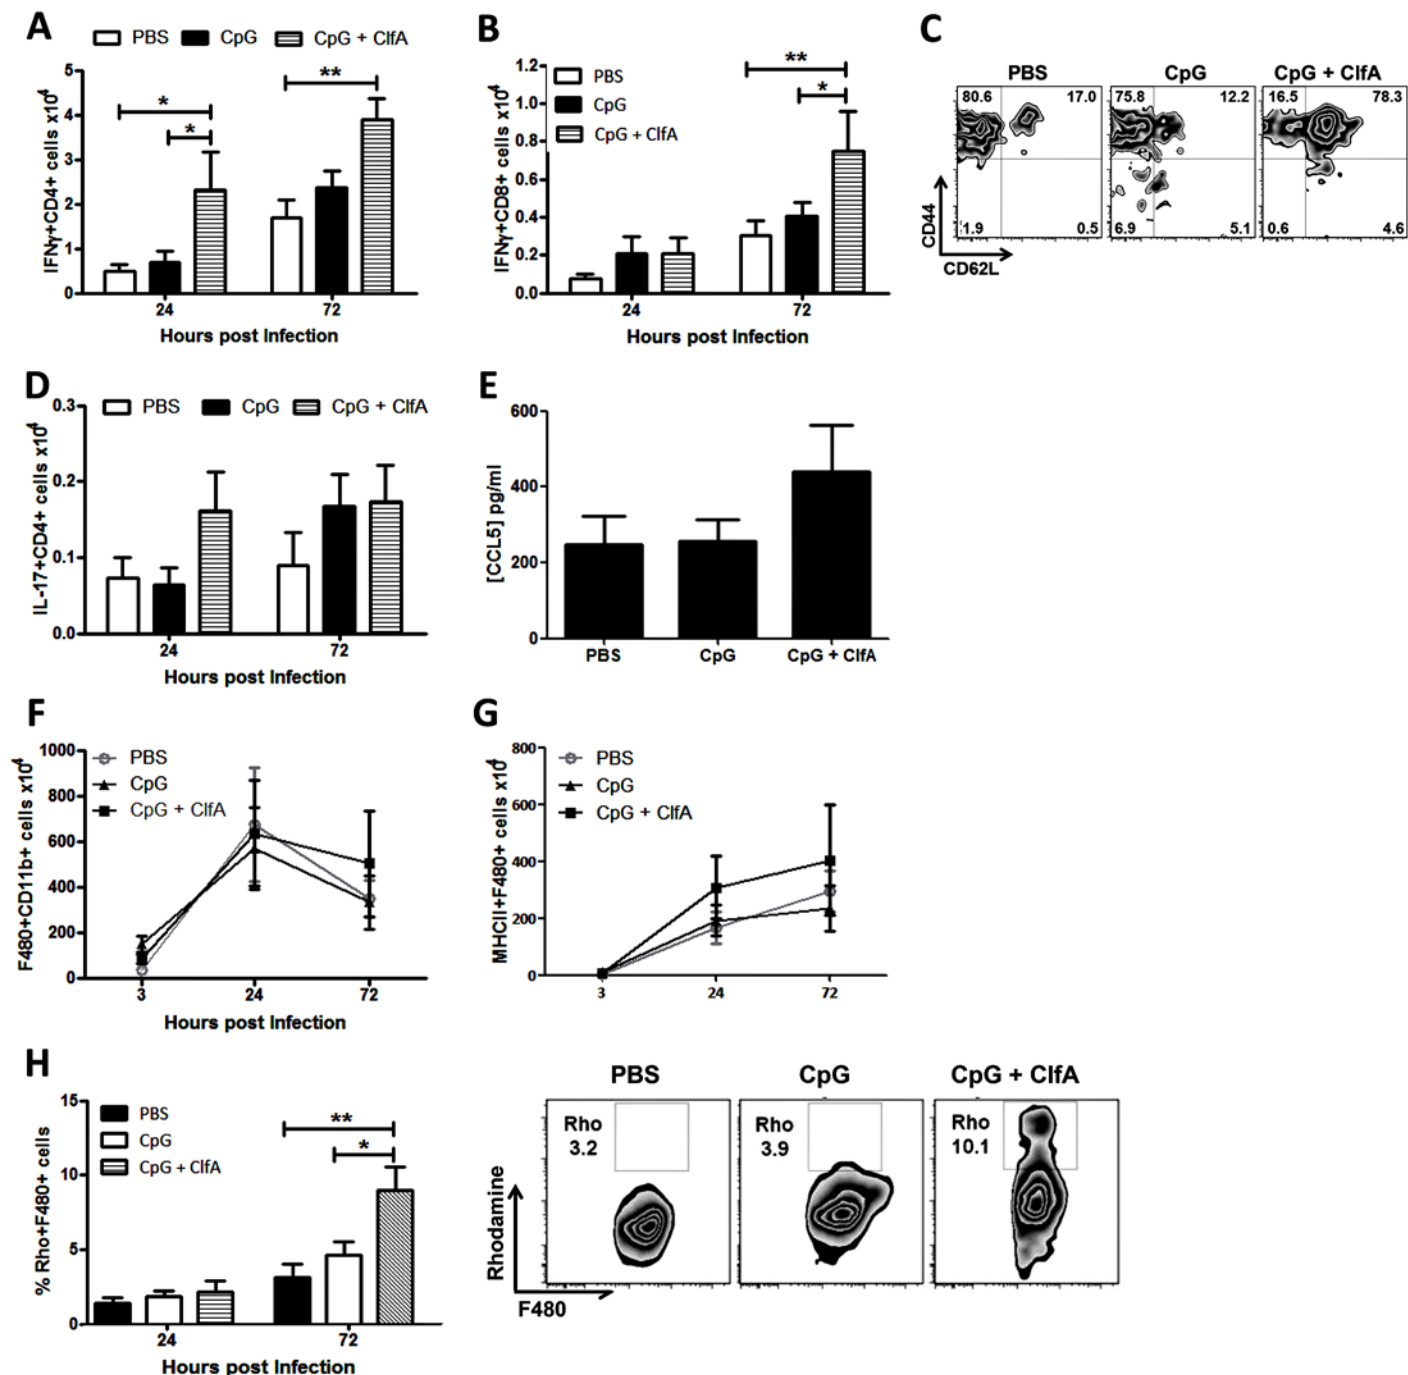 A
PBS CpG CpG + ClfA
IFNγ+CD4+ cells x10⁴
5
4
3
2
1
0
* * **
24 72
Hours post Infection
B
PBS
CpG
CpG + ClfA
IFNγ+CD8+ cells x10⁴
1.2
1.0
0.8
0.6
0.4
0.2
0.0
** *
24 72
Hours post Infection
C
PBS CpG CpG + ClfA
80.6 17.0 75.8 12.2 16.5 78.3
1.9 0.5 6.9 5.1 0.6 4.6
CD44
CD62L
D
PBS CpG CpG + ClfA
IL-17+CD4+ cells x10⁴
0.3
0.2
0.1
0.0
24 72
Hours post Infection
E
[CCL5] pg/ml
600
400
200
0
PBS CpG CpG + ClfA
F
PBS
CpG
CpG + ClfA
F480+CD11b+ cells x10⁴
1000
800
600
400
200
0
3 24 72
Hours post Infection
G
PBS
CpG
CpG + ClfA
MHCII+F480+ cells x10⁴
800
600
400
200
0
3 24 72
H
PBS
CpG
CpG + ClfA
% Rho+F480+ cells
15
10
5
0
** *
24 72
Hours post Infection
PBS CpG CpG + ClfA
Rho Rho Rho
3.2 3.9 10.1
Rhodamine
F480